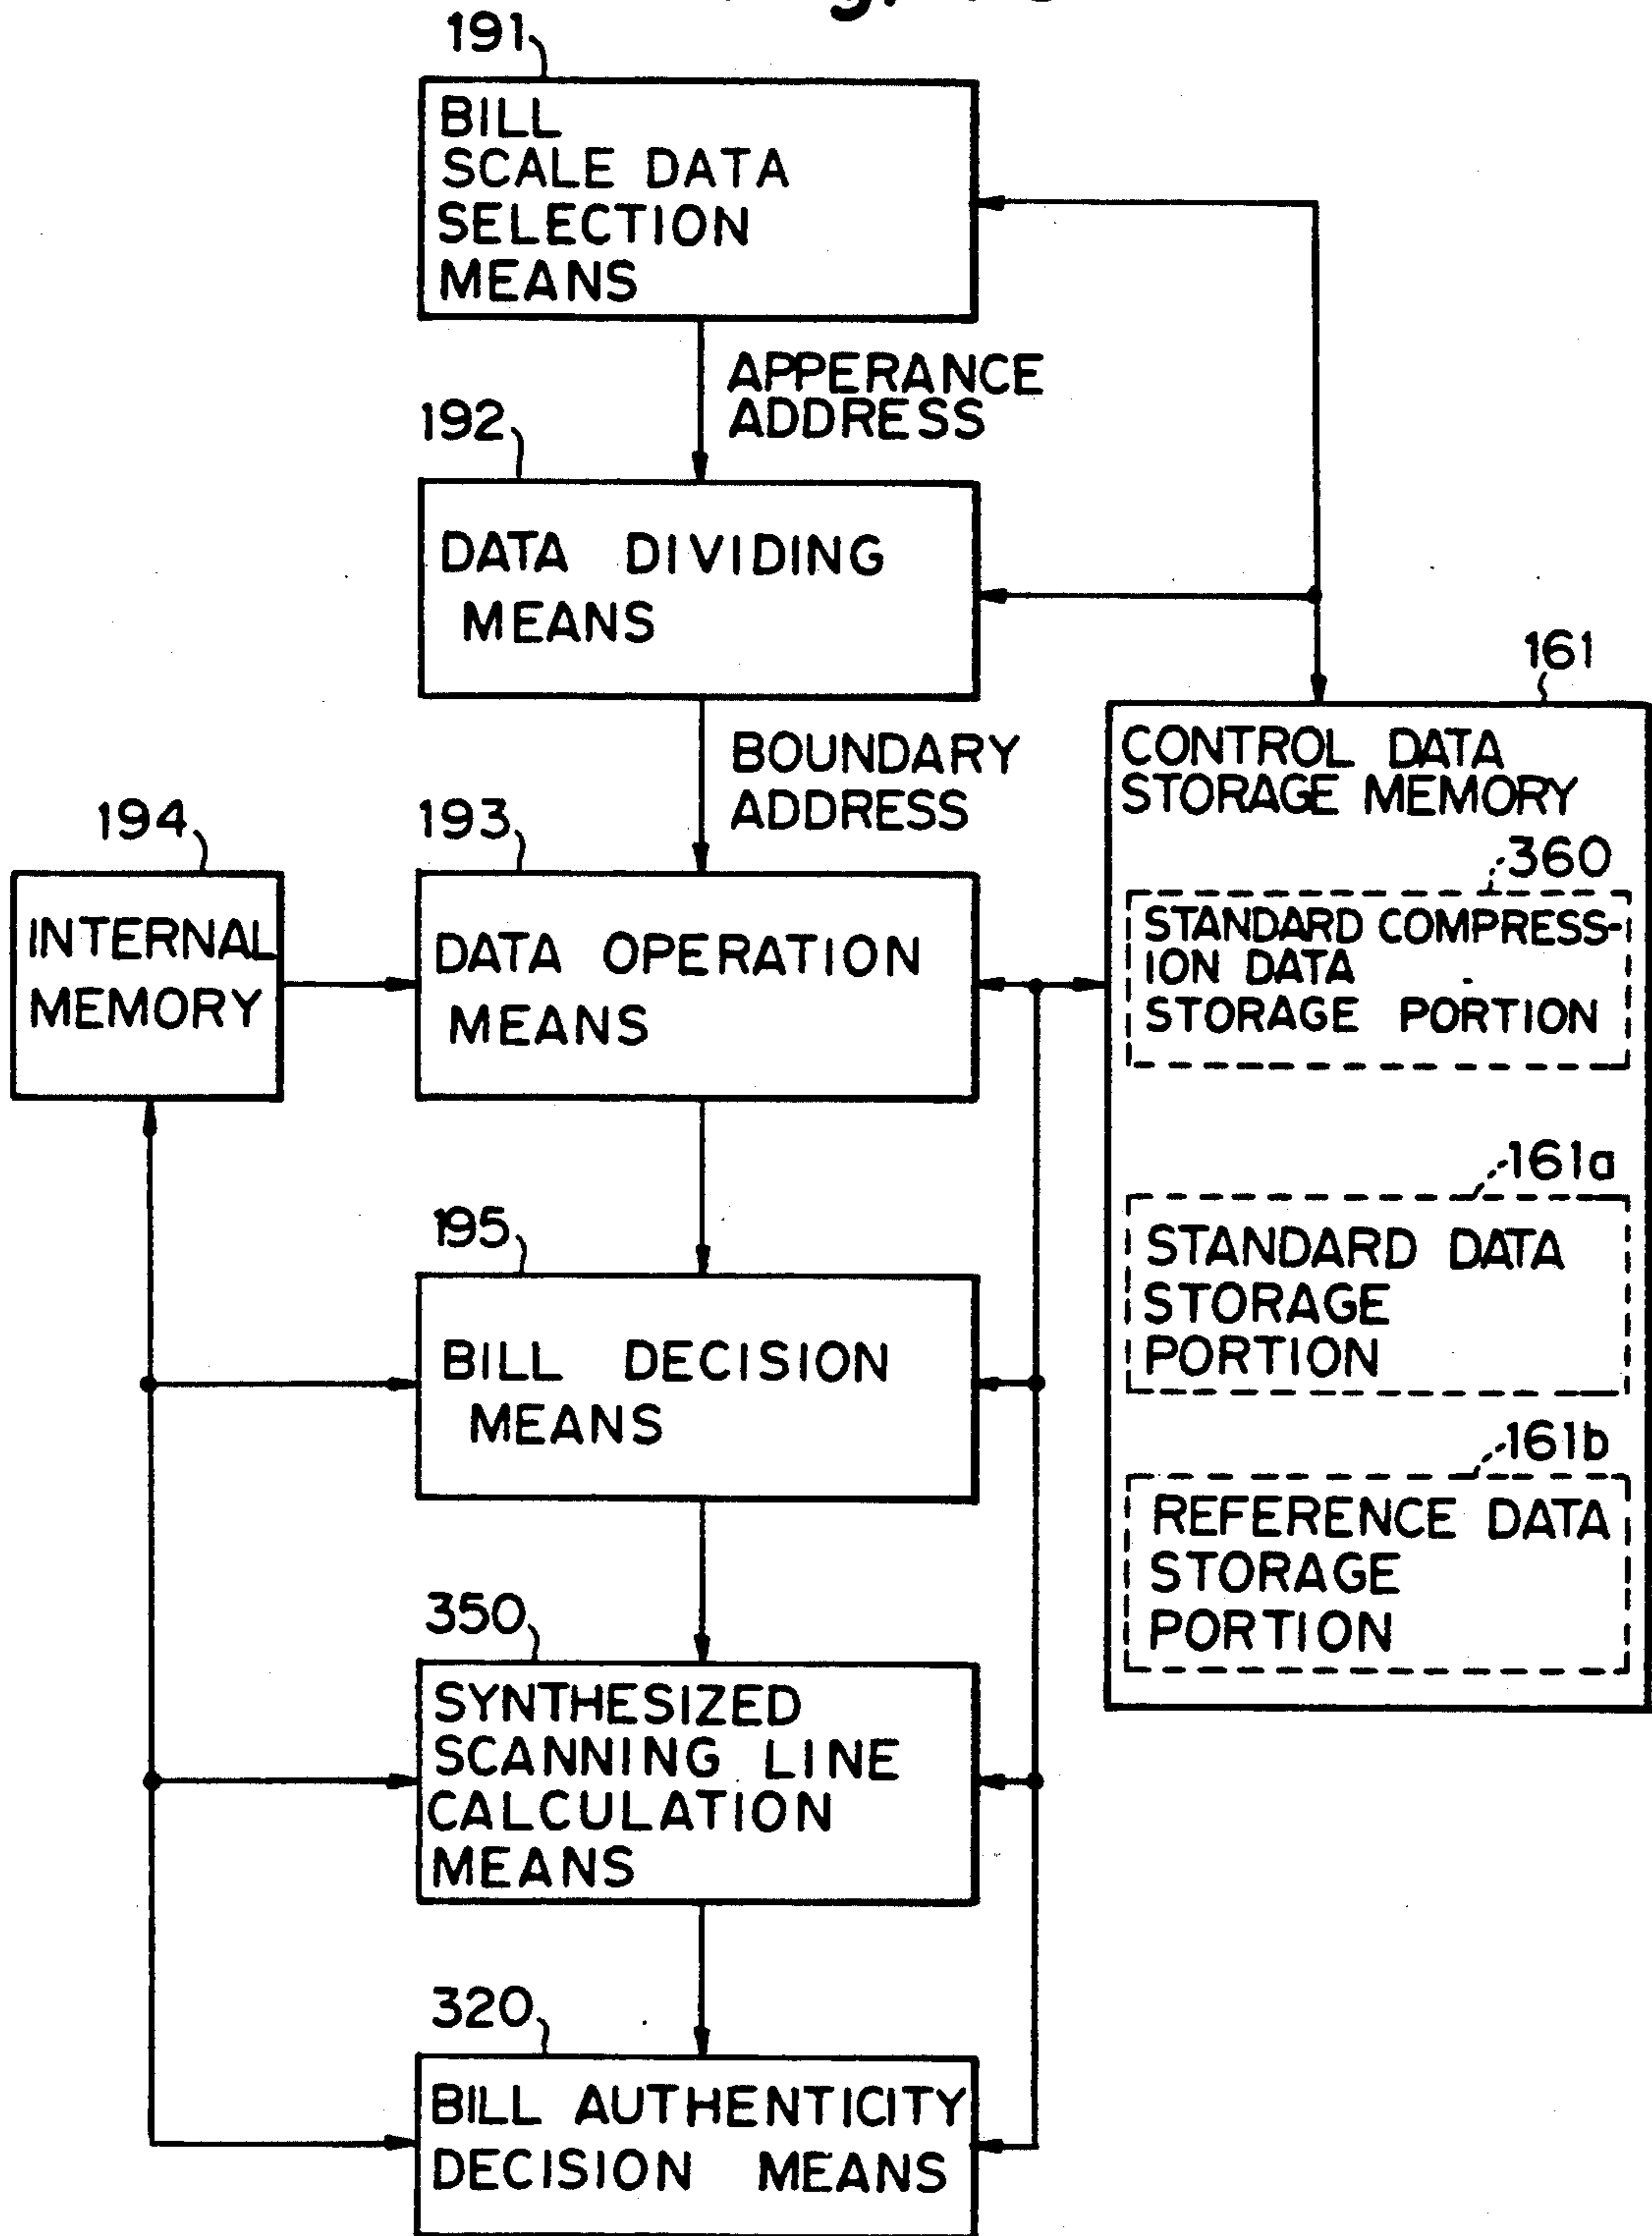 191
BILL
SCALE DATA
SELECTION
MEANS
APPERANCE
ADDRESS
192
DATA DIVIDING
MEANS
BOUNDARY
ADDRESS
161
CONTROL DATA
STORAGE MEMORY
360
STANDARD COMPRESS-
ION DATA
STORAGE PORTION
161a
STANDARD DATA
STORAGE
PORTION
161b
REFERENCE DATA
STORAGE
PORTION
194
INTERNAL
MEMORY
193
DATA OPERATION
MEANS
195
BILL DECISION
MEANS
350
SYNTHESIZED
SCANNING LINE
CALCULATION
MEANS
320
BILL AUTHENTICITY
DECISION MEANS